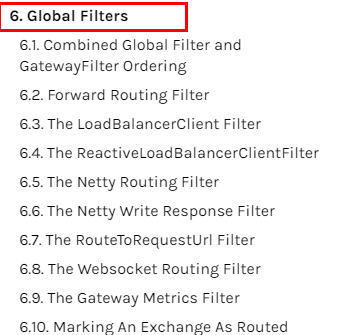 6. Global Filters
6.1. Combined Global Filter and
GatewayFilter Ordering
6.2. Forward Routing Filter
6.3. The LoadBalancerClient Filter
6.4. The ReactiveLoadBalancerClientFilter
6.5. The Netty Routing Filter
6.6. The Netty Write Response Filter
6.7. The RouteToRequestUrl Filter
6.8. The Websocket Routing Filter
6.9. The Gateway Metrics Filter
6.10. Marking An Exchange As Routed